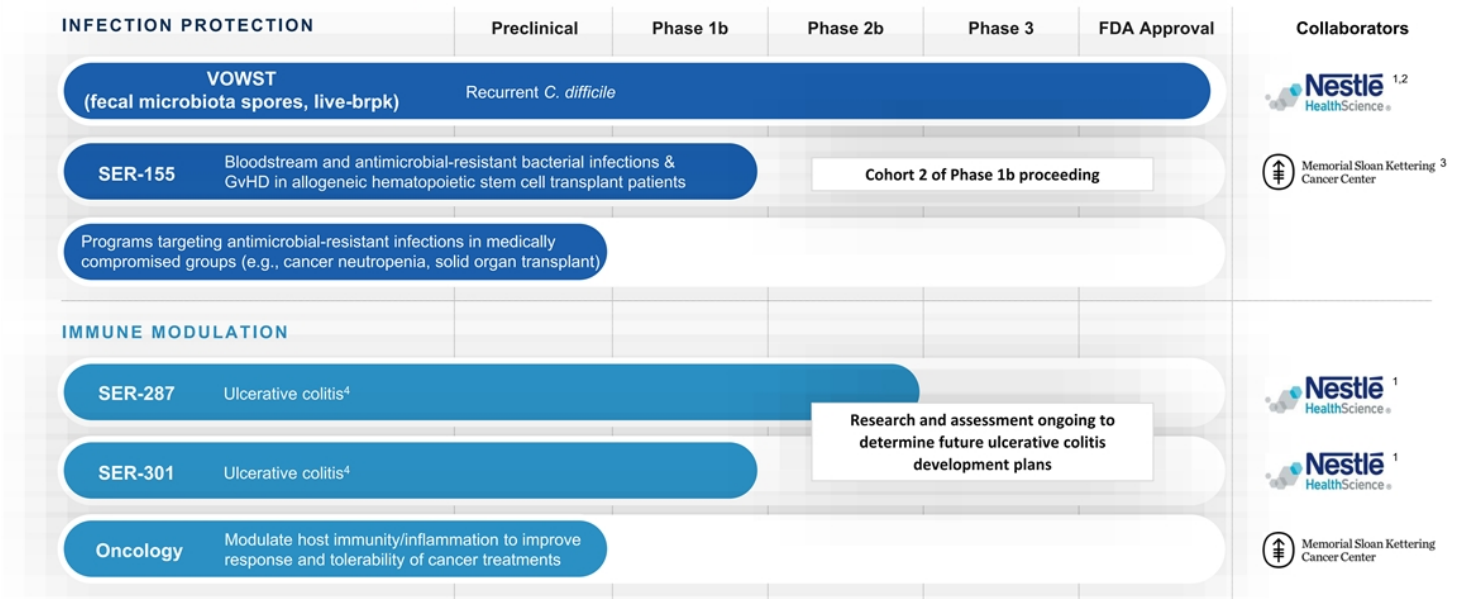 INFECTION PROTECTION
Preclinical
Phase 1b
Phase 2b
Phase 3
FDA Approval
Collaborators
VOWST
(fecal microbiota spores, live-brpk)
Recurrent C. difficile
Nestlé 1,2
HealthScience®
SER-155
Bloodstream and antimicrobial-resistant bacterial infections &
GvHD in allogeneic hematopoietic stem cell transplant patients
Cohort 2 of Phase 1b proceeding
Memorial Sloan Kettering 3
Cancer Center
Programs targeting antimicrobial-resistant infections in medically
compromised groups (e.g., cancer neutropenia, solid organ transplant)
IMMUNE MODULATION
SER-287
Ulcerative colitis4
Nestlé 1
HealthScience®
Research and assessment ongoing to
determine future ulcerative colitis
development plans
SER-301
Ulcerative colitis4
Nestlé 1
HealthScience®
Oncology
Modulate host immunity/inflammation to improve
response and tolerability of cancer treatments
Memorial Sloan Kettering
Cancer Center